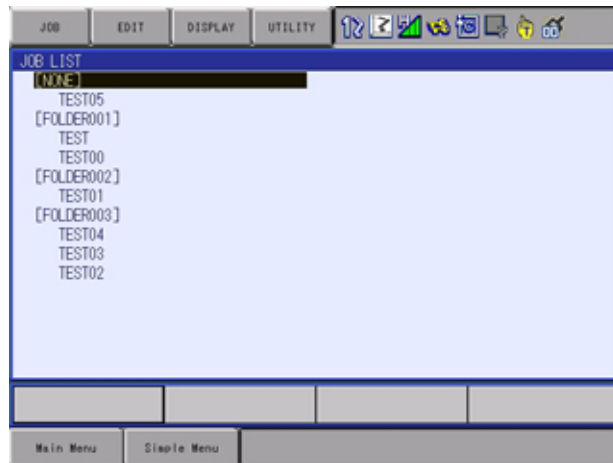 JOB EDIT DISPLAY UTILITY
JOB LIST
[NONE]
TEST05
[FOLDER001]
TEST
TEST00
[FOLDER002]
TEST01
[FOLDER003]
TEST04
TEST03
TEST02
Main Menu Simple Menu